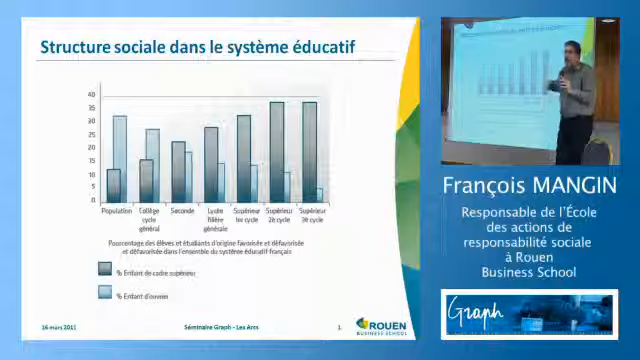 Structure sociale dans le système éducatif
40
35
30
25
20
15
10
5
0
Population
Collège
cycle
général
Seconde
Lycée
filière
générale
Supérieur
1er cycle
Supérieur
2è cycle
Supérieur
3è cycle
Pourcentage des élèves et étudiants d'origine favorisée et défavorisée
et défavorisée dans l'ensemble du système éducatif français
% Enfant de cadre supérieur
% Enfant d'ouvrier
16 mars 2011
Séminaire Graph - Les Arcs
1
ROUEN
BUSINESS SCHOOL
François MANGIN
Responsable de l'École
des actions de
responsabilité sociale
à Rouen
Business School
Graph